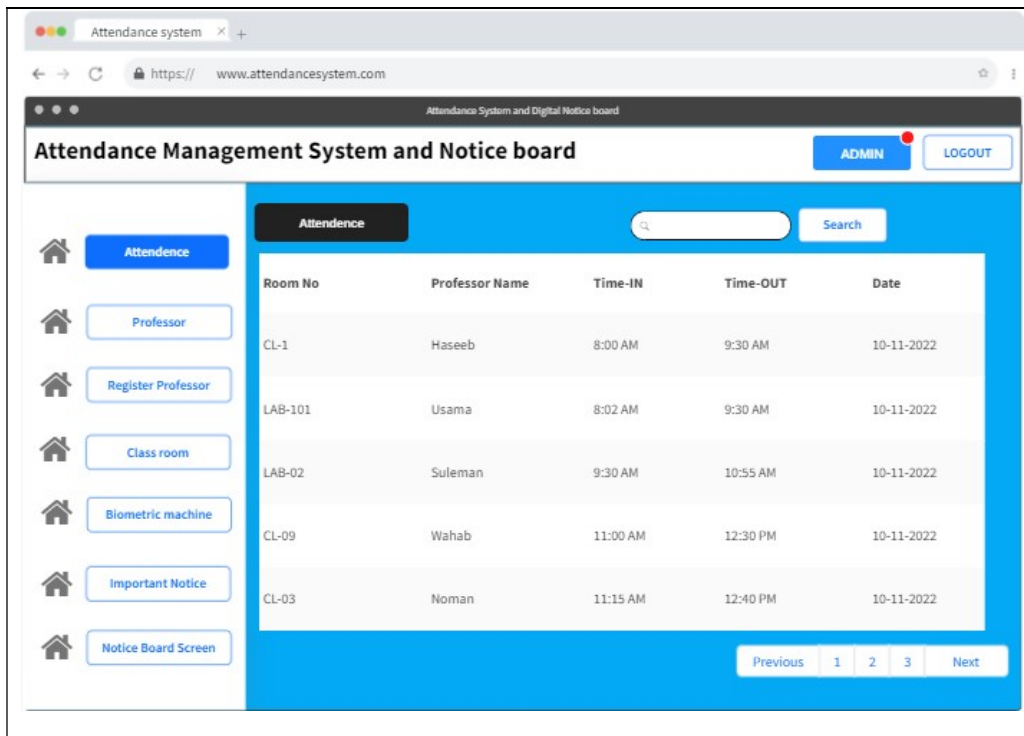 Attendance system × +
https:// www.attendancesystem.com
Attendance System and Digital Notice board
Attendance Management System and Notice board
ADMIN
LOGOUT
Attendence
Professor
Register Professor
Class room
Biometric machine
Important Notice
Notice Board Screen
Attendence
Search
Room No Professor Name Time-IN Time-OUT Date
CL-1 Haseeb 8:00 AM 9:30 AM 10-11-2022
LAB-101 Usama 8:02 AM 9:30 AM 10-11-2022
LAB-02 Suleman 9:30 AM 10:55 AM 10-11-2022
CL-09 Wahab 11:00 AM 12:30 PM 10-11-2022
CL-03 Noman 11:15 AM 12:40 PM 10-11-2022
Previous 1 2 3 Next